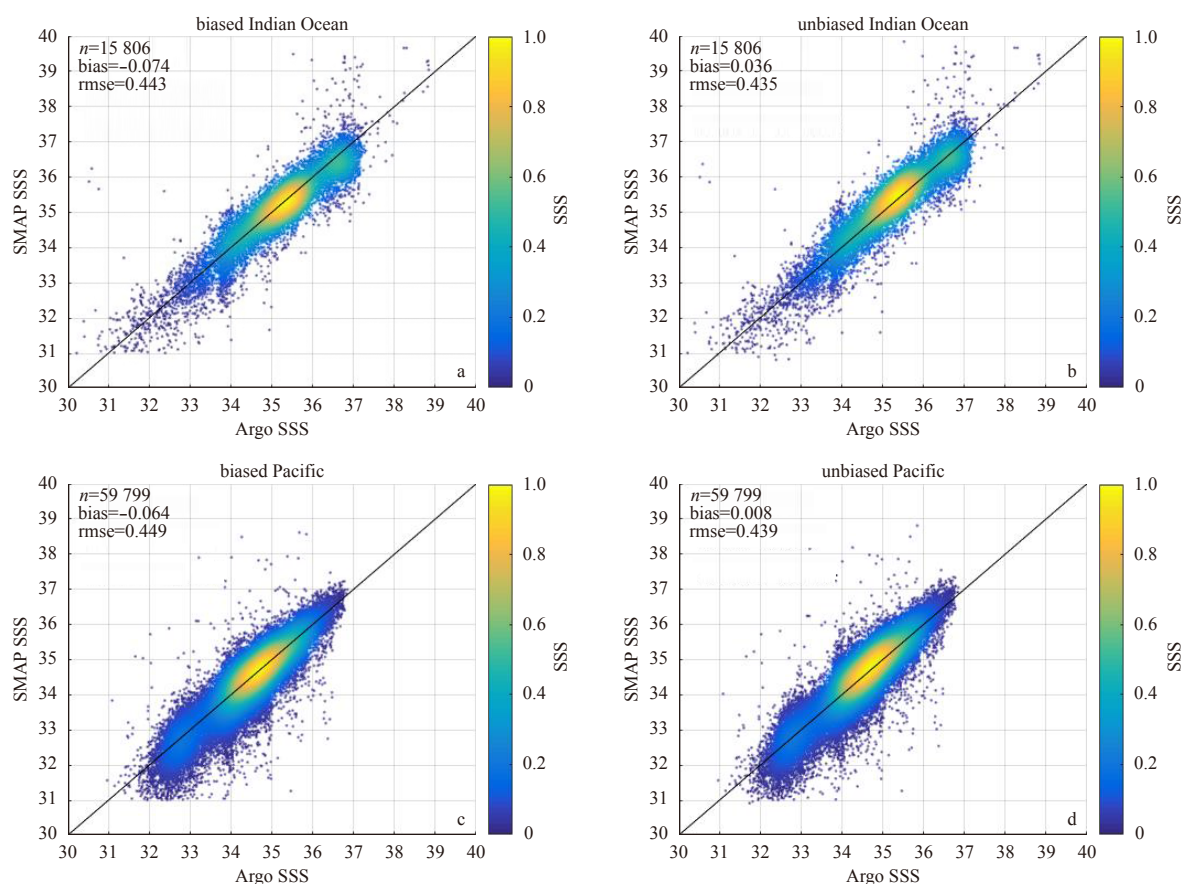 biased Indian Ocean
n=15 806
bias=−0.074
rmse=0.443
40
39
38
37
36
35
34
33
32
31
30
SMAP SSS
30 31 32 33 34 35 36 37 38 39 40
Argo SSS
a
1.0
0.8
0.6
0.4
0.2
0
SSS
unbiased Indian Ocean
n=15 806
bias=0.036
rmse=0.435
40
39
38
37
36
35
34
33
32
31
30
SMAP SSS
30 31 32 33 34 35 36 37 38 39 40
Argo SSS
b
1.0
0.8
0.6
0.4
0.2
0
SSS
biased Pacific
n=59 799
bias=−0.064
rmse=0.449
40
39
38
37
36
35
34
33
32
31
30
SMAP SSS
30 31 32 33 34 35 36 37 38 39 40
Argo SSS
c
1.0
0.8
0.6
0.4
0.2
0
SSS
unbiased Pacific
n=59 799
bias=0.008
rmse=0.439
40
39
38
37
36
35
34
33
32
31
30
SMAP SSS
30 31 32 33 34 35 36 37 38 39 40
Argo SSS
d
1.0
0.8
0.6
0.4
0.2
0
SSS